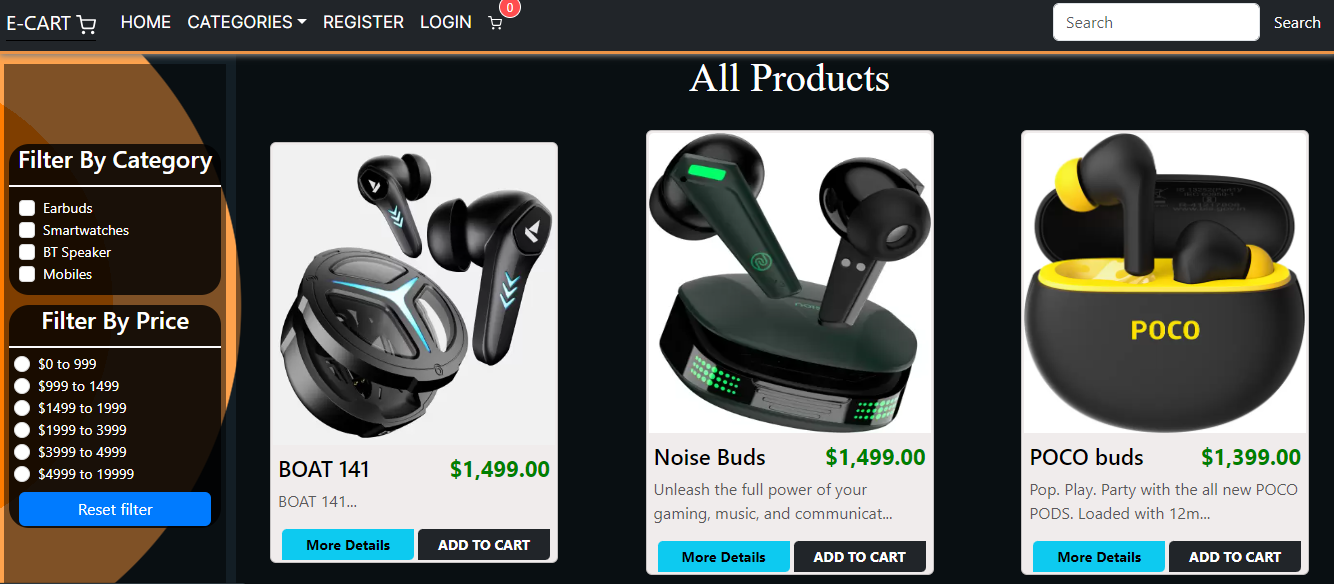 E-CART HOME CATEGORIES REGISTER LOGIN 0 Search Search
All Products
Filter By Category
Earbuds
Smartwatches
BT Speaker
Mobiles
Filter By Price
$0 to 999
$999 to 1499
$1499 to 1999
$1999 to 3999
$3999 to 4999
$4999 to 19999
Reset filter
BOAT 141 $1,499.00
BOAT 141...
More Details ADD TO CART
Noise Buds $1,499.00
Unleash the full power of your
gaming, music, and communicat...
More Details ADD TO CART
POCO
POCO buds $1,399.00
Pop. Play. Party with the all new POCO
PODS. Loaded with 12m...
More Details ADD TO CART